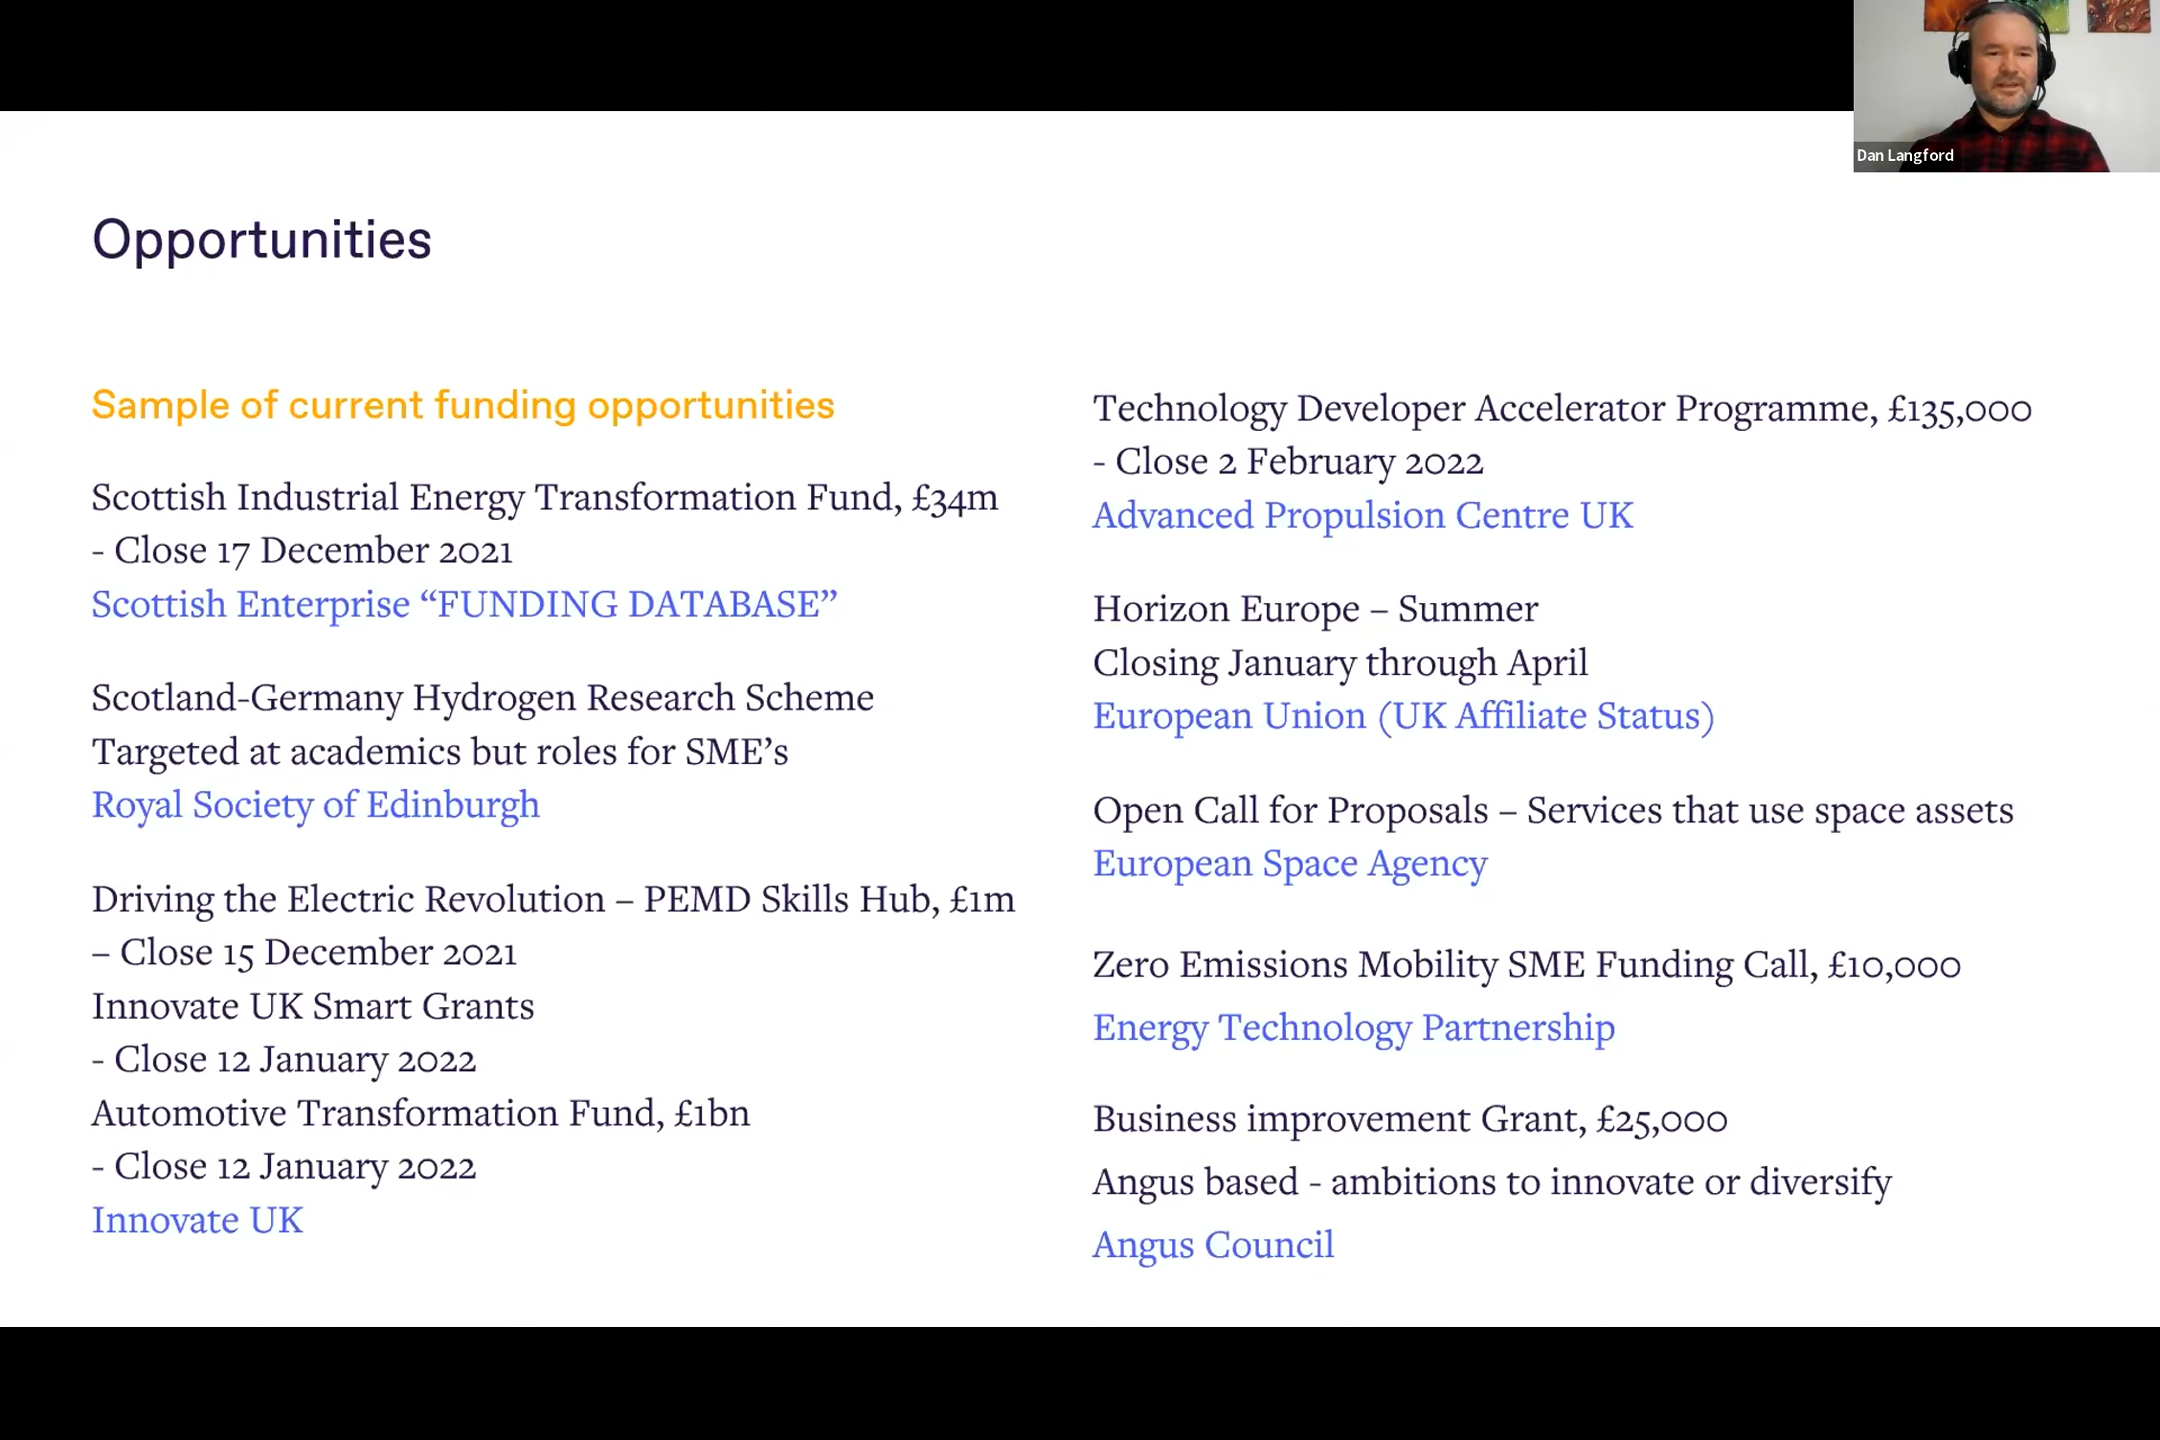 Dan Langford
Opportunities
Sample of current funding opportunities
Scottish Industrial Energy Transformation Fund, £34m
- Close 17 December 2021
Scottish Enterprise “FUNDING DATABASE”
Scotland-Germany Hydrogen Research Scheme
Targeted at academics but roles for SME’s
Royal Society of Edinburgh
Driving the Electric Revolution – PEMD Skills Hub, £1m
– Close 15 December 2021
Innovate UK Smart Grants
- Close 12 January 2022
Automotive Transformation Fund, £1bn
- Close 12 January 2022
Innovate UK
Technology Developer Accelerator Programme, £135,000
- Close 2 February 2022
Advanced Propulsion Centre UK
Horizon Europe – Summer
Closing January through April
European Union (UK Affiliate Status)
Open Call for Proposals – Services that use space assets
European Space Agency
Zero Emissions Mobility SME Funding Call, £10,000
Energy Technology Partnership
Business improvement Grant, £25,000
Angus based - ambitions to innovate or diversify
Angus Council